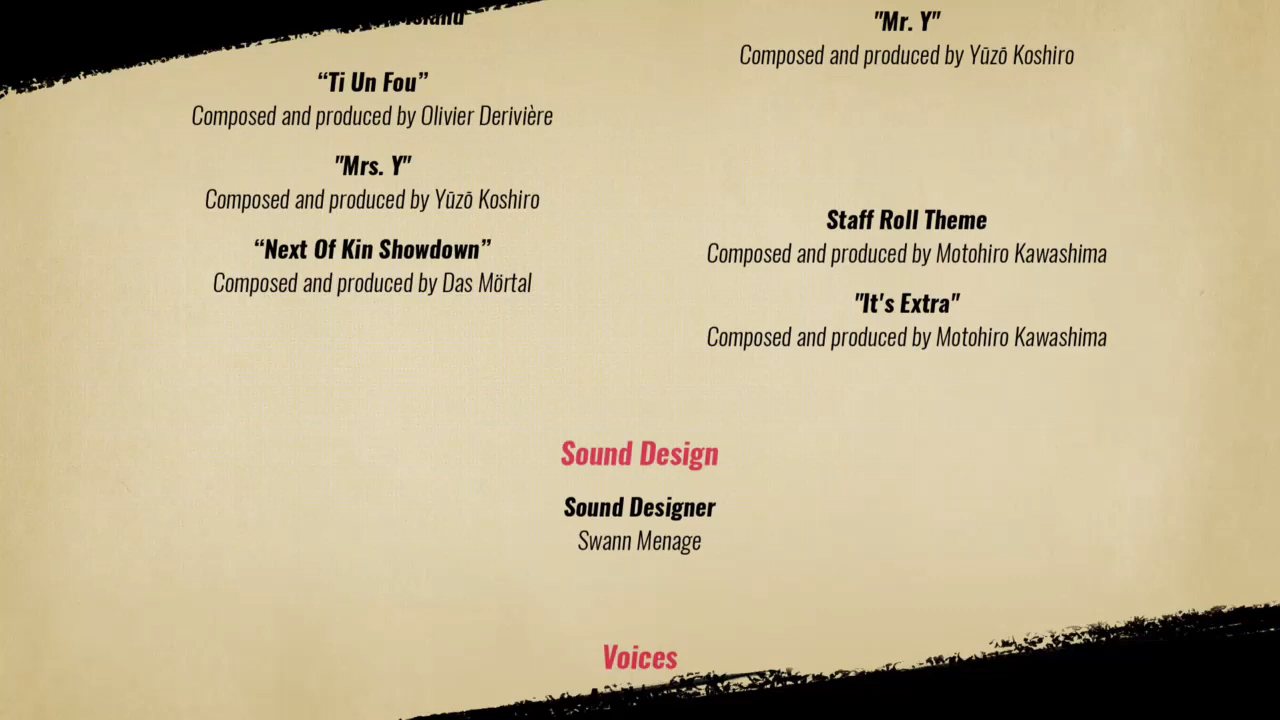 Island
“Ti Un Fou”
Composed and produced by Olivier Derivière
"Mrs. Y"
Composed and produced by Yūzō Koshiro
“Next Of Kin Showdown”
Composed and produced by Das Mörtal
"Mr. Y"
Composed and produced by Yūzō Koshiro
Staff Roll Theme
Composed and produced by Motohiro Kawashima
"It's Extra"
Composed and produced by Motohiro Kawashima
Sound Design
Sound Designer
Swann Menage
Voices